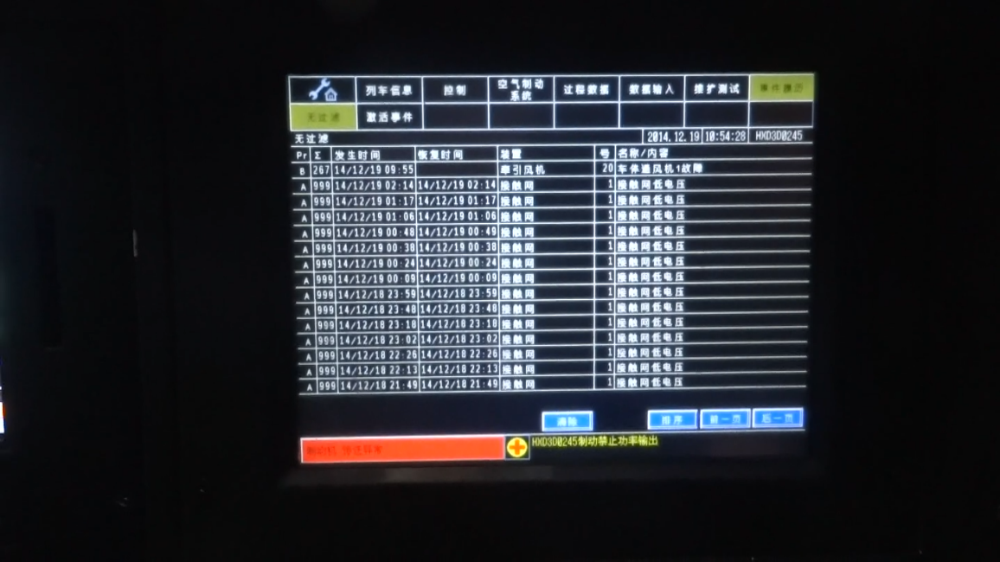 列车信息 控制 空气制动系统 过程数据 数据输入 维护测试 事件履历
无过滤 激活事件
无过滤 2014.12.19 10:54:28 HXD3D0245
Pr Σ 发生时间 恢复时间 装置 号 名称/内容
B 267 14/12/19 09:55 牵引风机 20 车体通风机1故障
A 999 14/12/19 02:14 14/12/19 02:14 接触网 1 接触网低电压
A 999 14/12/19 01:17 14/12/19 01:17 接触网 1 接触网低电压
A 999 14/12/19 01:06 14/12/19 01:06 接触网 1 接触网低电压
A 999 14/12/19 00:48 14/12/19 00:49 接触网 1 接触网低电压
A 999 14/12/19 00:38 14/12/19 00:38 接触网 1 接触网低电压
A 999 14/12/19 00:24 14/12/19 00:24 接触网 1 接触网低电压
A 999 14/12/19 00:09 14/12/19 00:09 接触网 1 接触网低电压
A 999 14/12/18 23:59 14/12/18 23:59 接触网 1 接触网低电压
A 999 14/12/18 23:48 14/12/18 23:48 接触网 1 接触网低电压
A 999 14/12/18 23:18 14/12/18 23:18 接触网 1 接触网低电压
A 999 14/12/18 23:02 14/12/18 23:02 接触网 1 接触网低电压
A 999 14/12/18 22:26 14/12/18 22:26 接触网 1 接触网低电压
A 999 14/12/18 22:13 14/12/18 22:13 接触网 1 接触网低电压
A 999 14/12/18 21:49 14/12/18 21:49 接触网 1 接触网低电压
清除 排序 前一页 后一页
HXD3D0245制动禁止功率输出